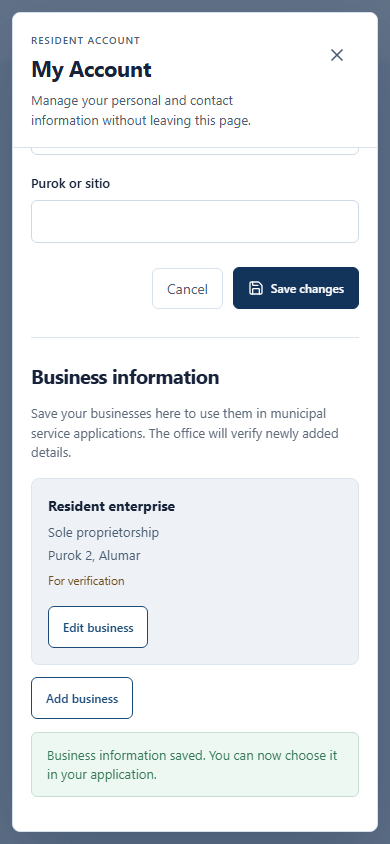 RESIDENT ACCOUNT
My Account
Manage your personal and contact
information without leaving this page.
Purok or sitio
Cancel
Save changes
Business information
Save your businesses here to use them in municipal
service applications. The office will verify newly added
details.
Resident enterprise
Sole proprietorship
Purok 2, Alumar
For verification
Edit business
Add business
Business information saved. You can now choose it
in your application.